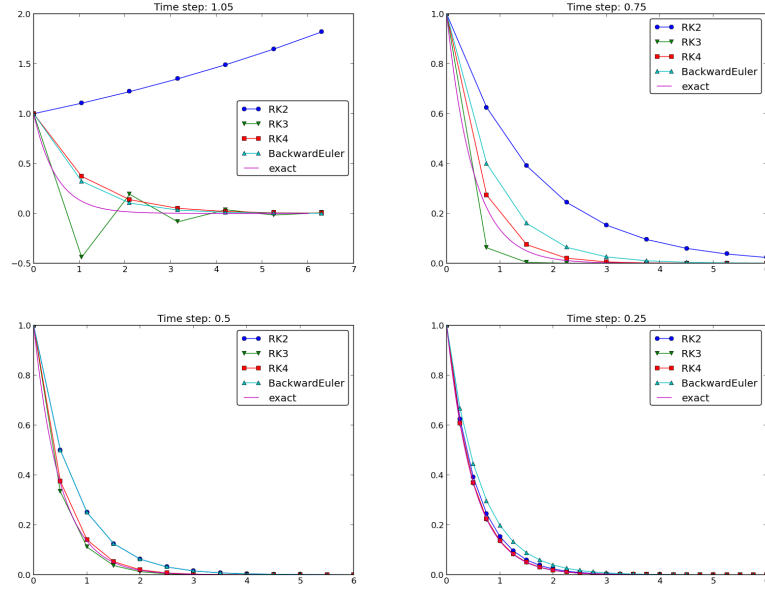 Time step: 1.05
2.0
1.5
1.0
0.5
0.0
−0.5
0 1 2 3 4 5 6 7
RK2
RK3
RK4
BackwardEuler
exact
Time step: 0.75
1.0
0.8
0.6
0.4
0.2
0.0
0 1 2 3 4 5
RK2
RK3
RK4
BackwardEuler
exact
Time step: 0.5
1.0
0.8
0.6
0.4
0.2
0.0
0 1 2 3 4 5 6
RK2
RK3
RK4
BackwardEuler
exact
Time step: 0.25
1.0
0.8
0.6
0.4
0.2
0.0
0 1 2 3 4 5
RK2
RK3
RK4
BackwardEuler
exact